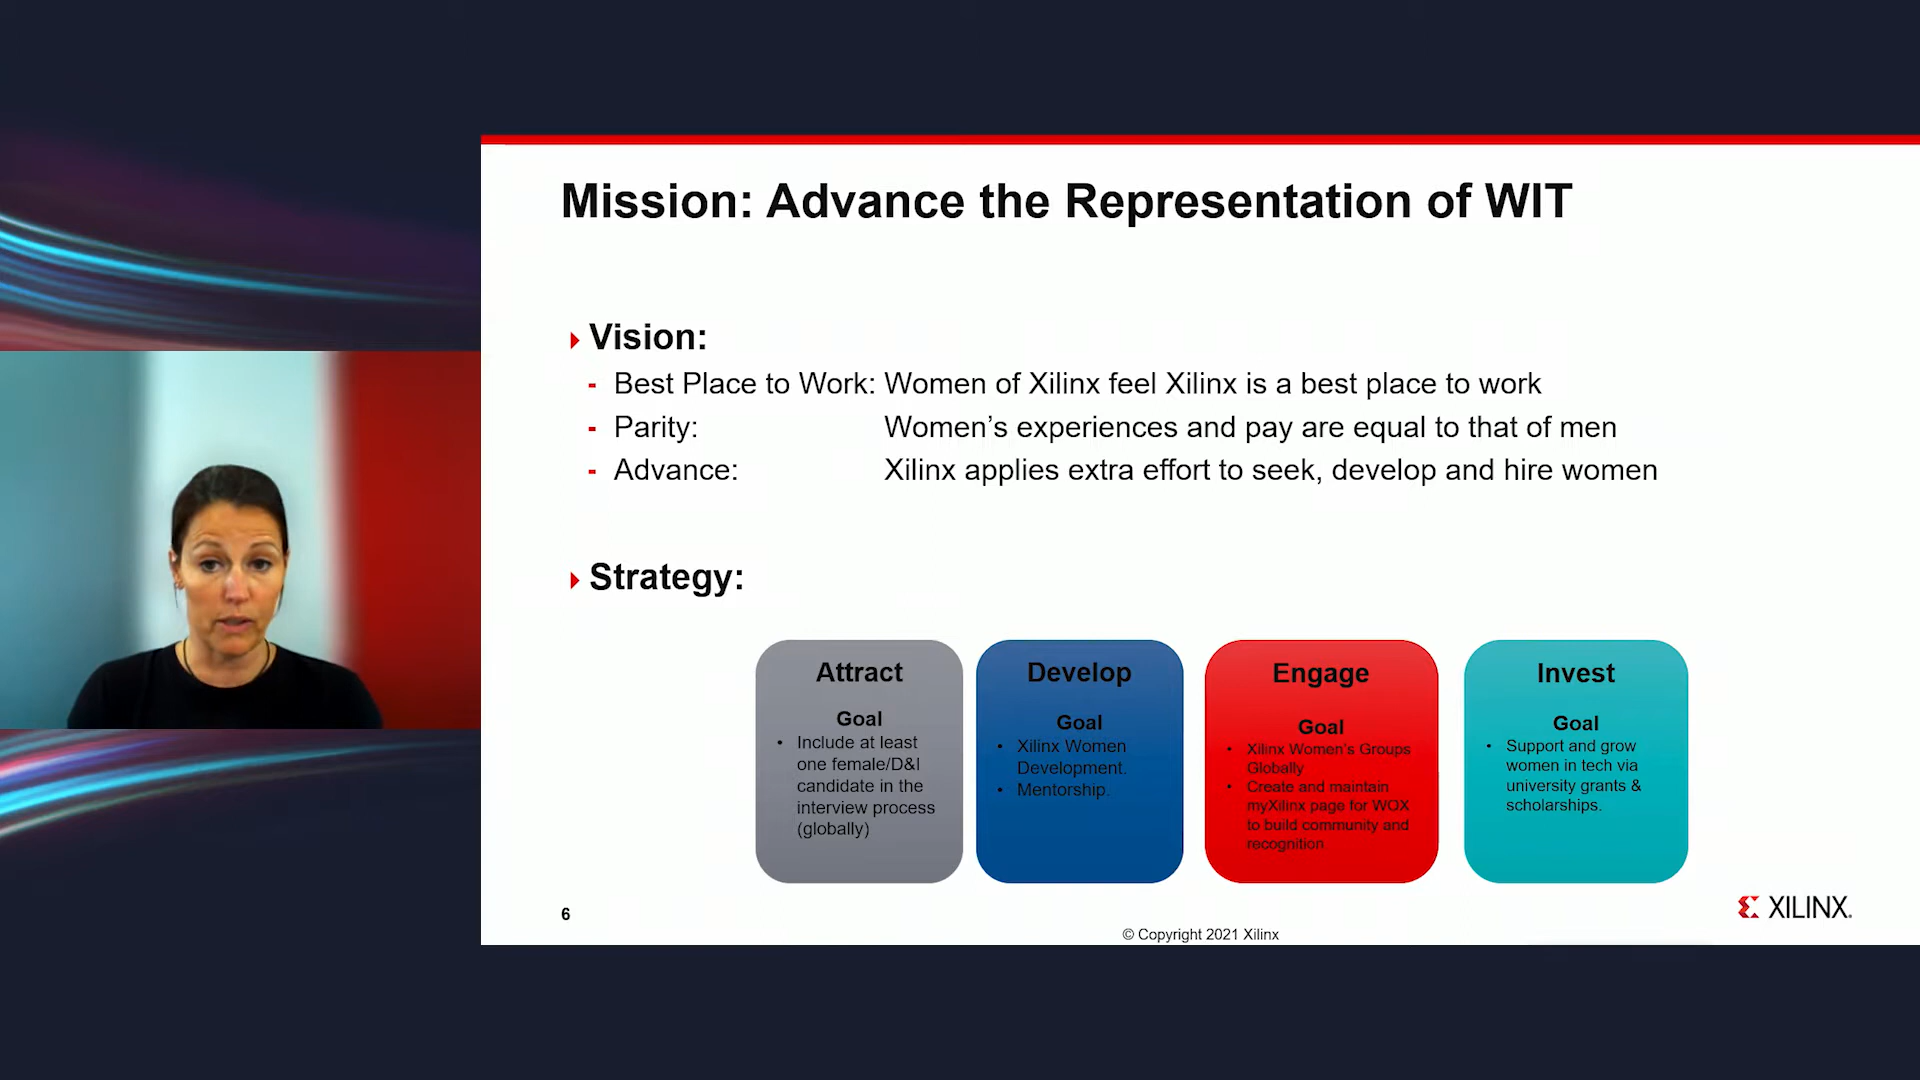 Mission: Advance the Representation of WIT
Vision:
- Best Place to Work: Women of Xilinx feel Xilinx is a best place to work
- Parity: Women’s experiences and pay are equal to that of men
- Advance: Xilinx applies extra effort to seek, develop and hire women
Strategy:
Attract
Goal
• Include at least
one female/D&I
candidate in the
interview process
(globally)
Develop
Goal
• Xilinx Women
Development.
• Mentorship.
Engage
Goal
• Xilinx Women’s Groups
Globally
• Create and maintain
myXilinx page for WOX
to build community and
recognition
Invest
Goal
• Support and grow
women in tech via
university grants &
scholarships.
6
XILINX.
© Copyright 2021 Xilinx